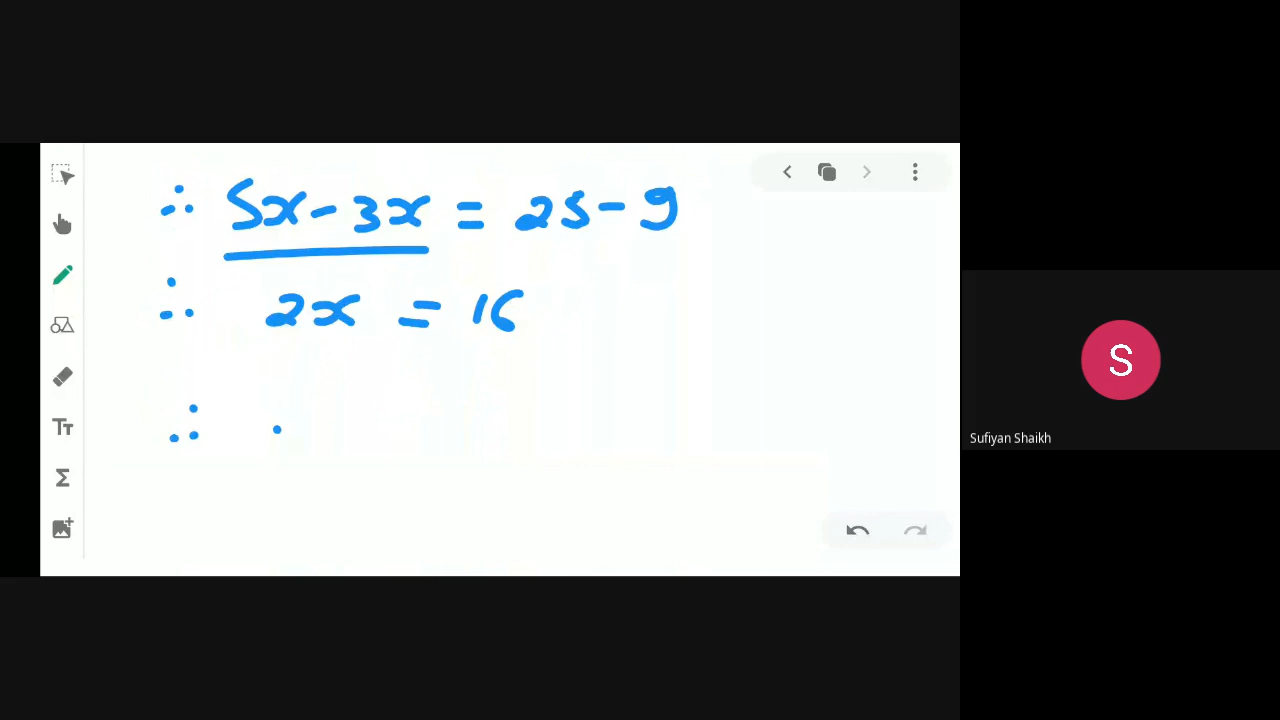 ∴ 5x - 3x = 25 - 9
∴ 2x = 16
∴
S
Sufiyan Shaikh